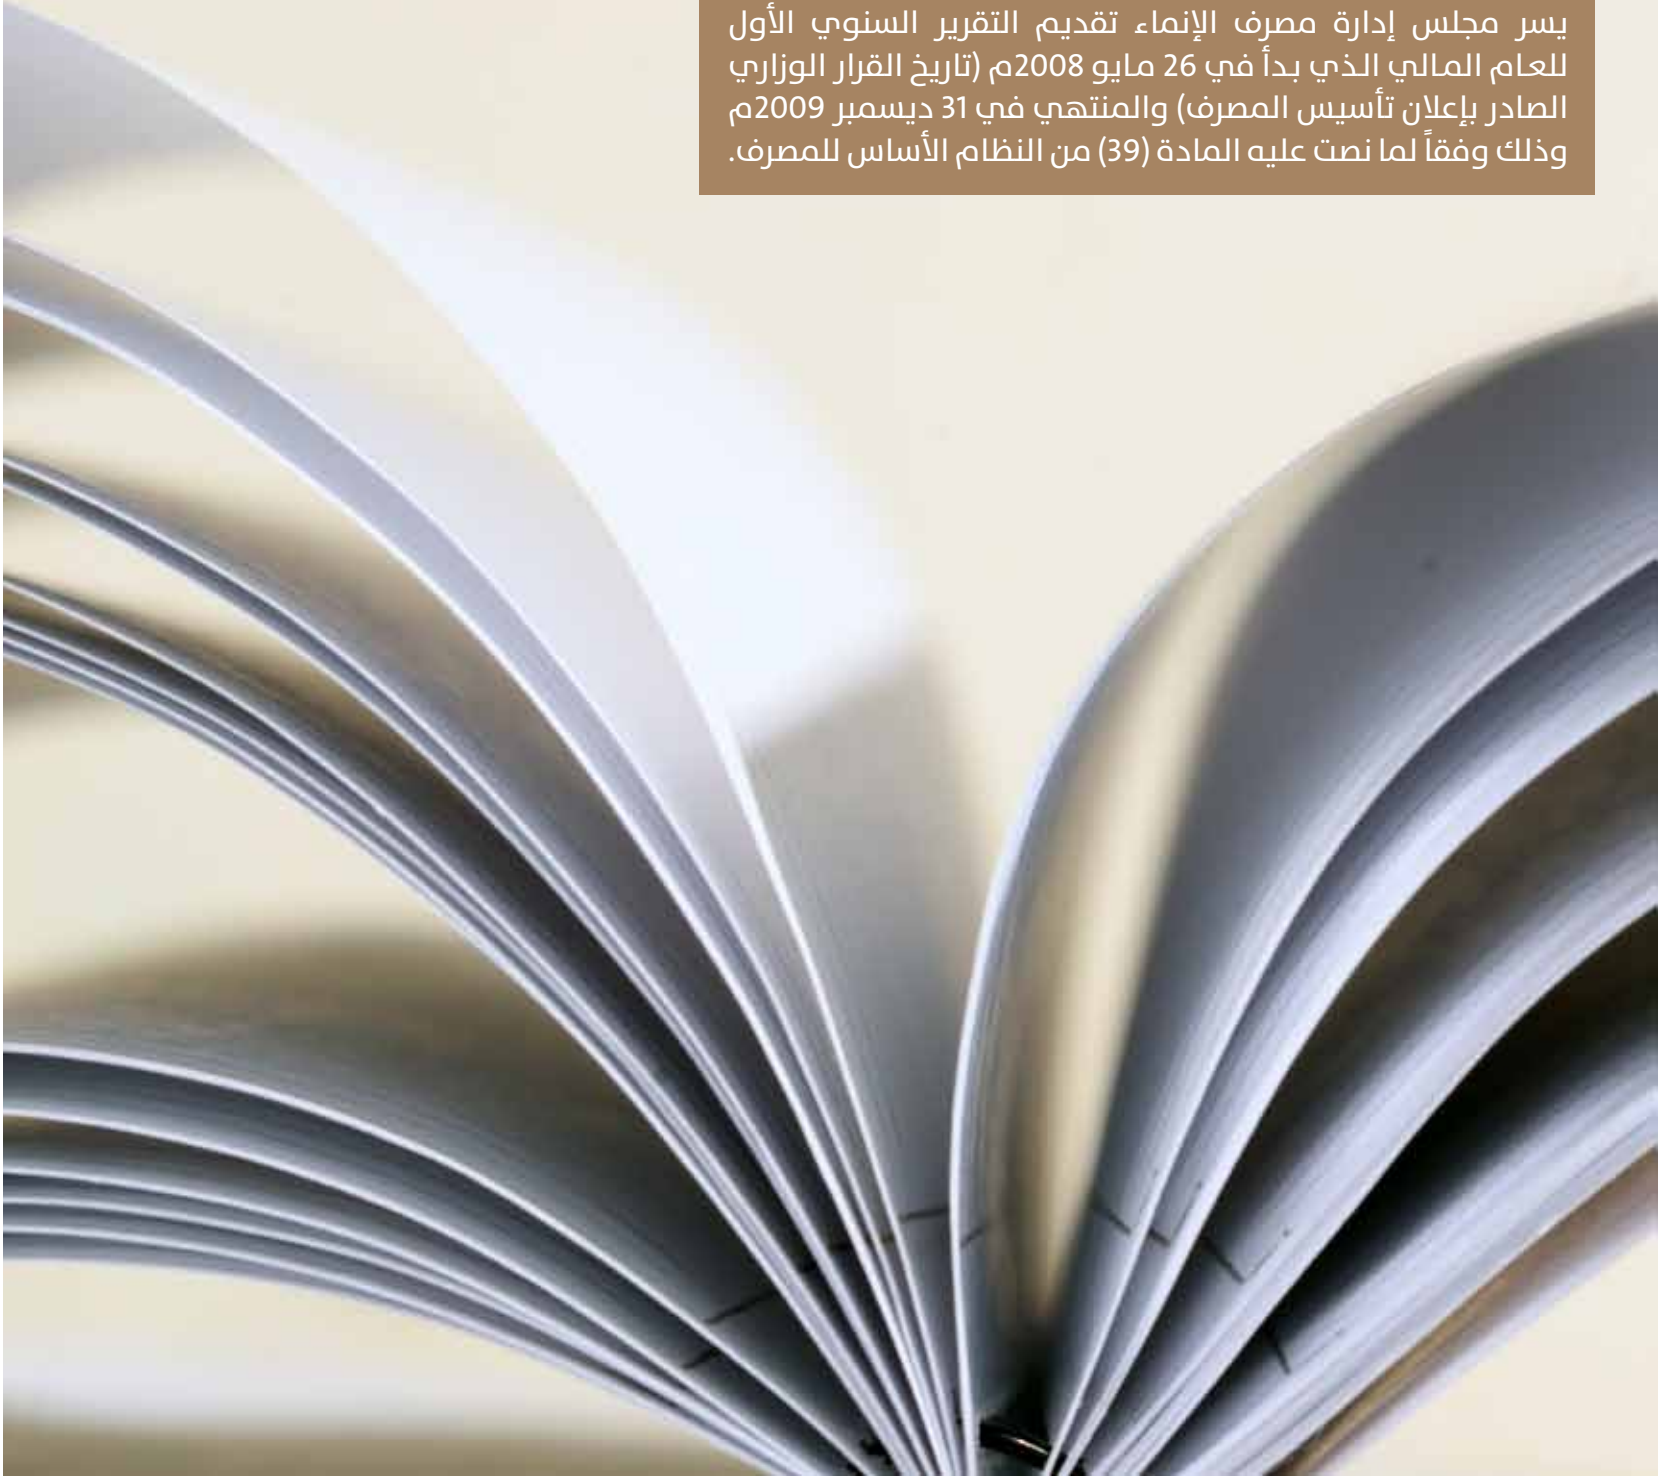 يسر مجلس إدارة مصرف الإنماء تقديم التقرير السنوي الأول
للعام المالي الذي بدأ في 26 مايو 2008م (تاريخ القرار الوزاري
الصادر بإعلان تأسيس المصرف) والمنتهي في 31 ديسمبر 2009م
وذلك وفقاً لما نصت عليه المادة (39) من النظام الأساس للمصرف.